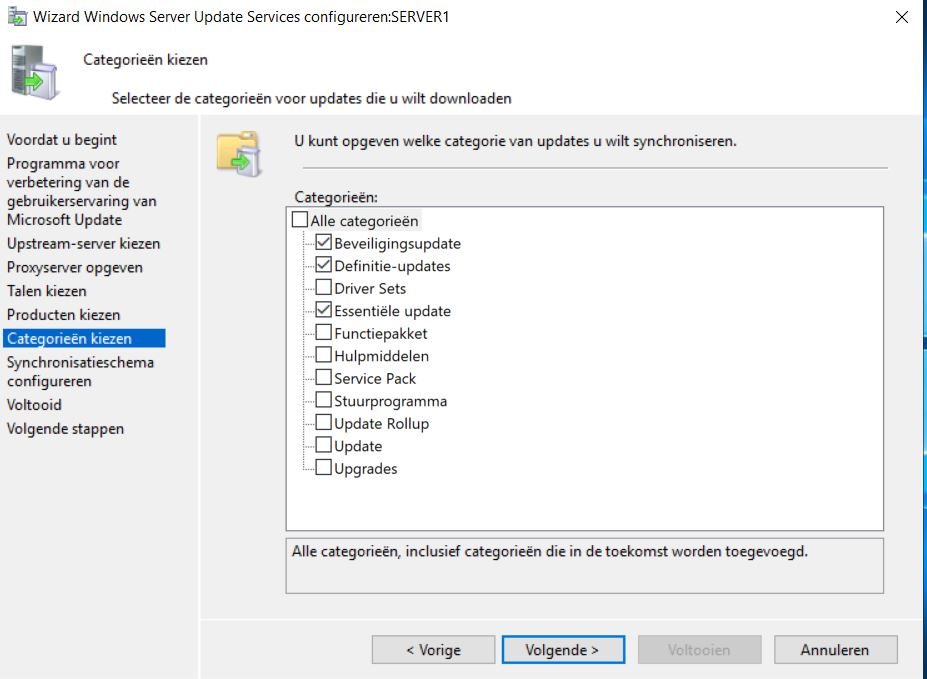 Wizard Windows Server Update Services configureren:SERVER1
Categorieën kiezen
Selecteer de categorieën voor updates die u wilt downloaden
Voordat u begint
Programma voor
verbetering van de
gebruikerservaring van
Microsoft Update
Upstream-server kiezen
Proxyserver opgeven
Talen kiezen
Producten kiezen
Categorieën kiezen
Synchronisatieschema
configureren
Voltooid
Volgende stappen
U kunt opgeven welke categorie van updates u wilt synchroniseren.
Categorieën:
Alle categorieën
Beveiligingsupdate
Definitie-updates
Driver Sets
Essentiële update
Functiepakket
Hulpmiddelen
Service Pack
Stuurprogramma
Update Rollup
Update
Upgrades
Alle categorieën, inclusief categorieën die in de toekomst worden toegevoegd.
< Vorige
Volgende >
Voltooien
Annuleren